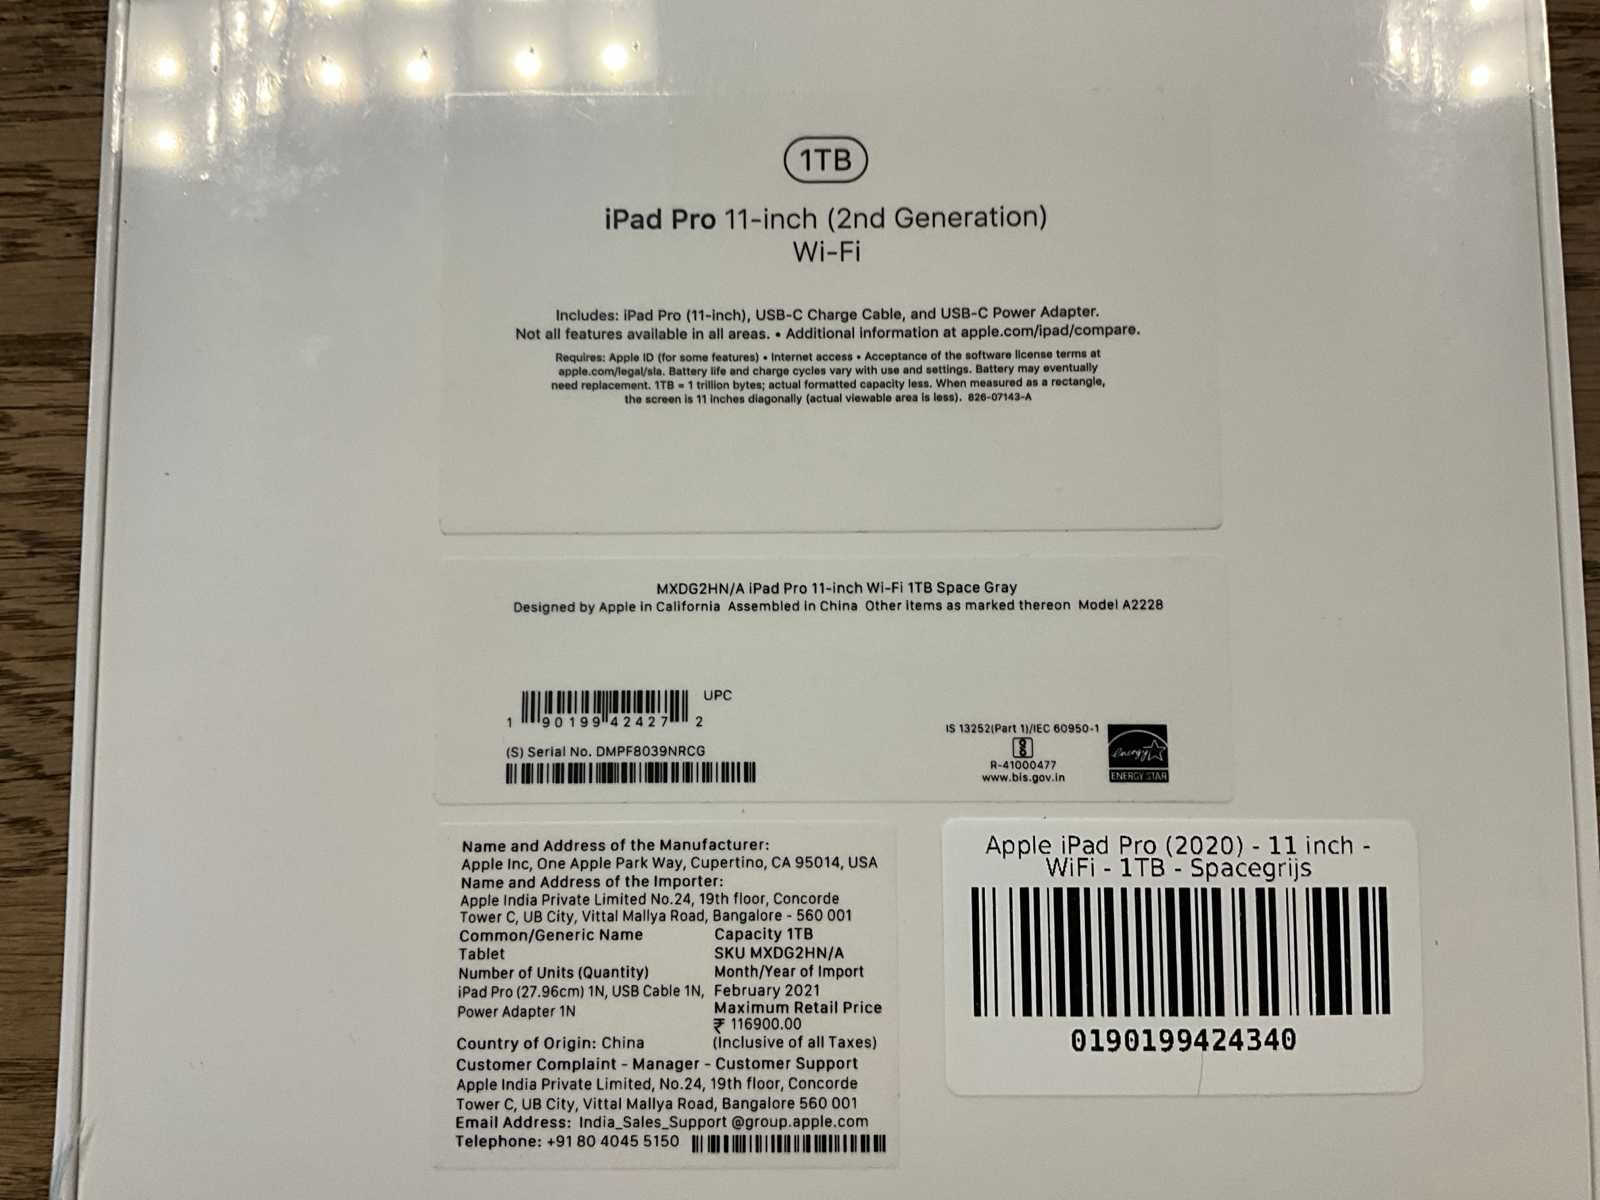 1TB
iPad Pro 11-inch (2nd Generation)
Wi-Fi
Includes: iPad Pro (11-inch), USB-C Charge Cable, and USB-C Power Adapter.
Not all features available in all areas. • Additional information at apple.com/ipad/compare.
Requires: Apple ID (for some features) • Internet access • Acceptance of the software license terms at
apple.com/legal/sla. Battery life and charge cycles vary with use and settings. Battery may eventually
need replacement. 1TB = 1 trillion bytes; actual formatted capacity less. When measured as a rectangle,
the screen is 11 inches diagonally (actual viewable area is less). 826-07143-A
MXDG2HN/A iPad Pro 11-inch Wi-Fi 1TB Space Gray
Designed by Apple in California Assembled in China Other items as marked thereon Model A2228
UPC
1 90199 42427 2
(S) Serial No. DMPF8039NRCG
IS 13252(Part 1)/IEC 60950-1
R-41000477
www.bis.gov.in
energy
ENERGY STAR
Name and Address of the Manufacturer:
Apple Inc, One Apple Park Way, Cupertino, CA 95014, USA
Name and Address of the Importer:
Apple India Private Limited No.24, 19th floor, Concorde
Tower C, UB City, Vittal Mallya Road, Bangalore - 560 001
Common/Generic Name Capacity 1TB
Tablet SKU MXDG2HN/A
Number of Units (Quantity) Month/Year of Import
iPad Pro (27.96cm) 1N, USB Cable 1N, February 2021
Power Adapter 1N Maximum Retail Price
₹ 116900.00
Country of Origin: China (Inclusive of all Taxes)
Customer Complaint - Manager - Customer Support
Apple India Private Limited, No.24, 19th floor, Concorde
Tower C, UB City, Vittal Mallya Road, Bangalore 560 001
Email Address: India_Sales_Support @group.apple.com
Telephone: +91 80 4045 5150
Apple iPad Pro (2020) - 11 inch -
WiFi - 1TB - Spacegrijs
0190199424340